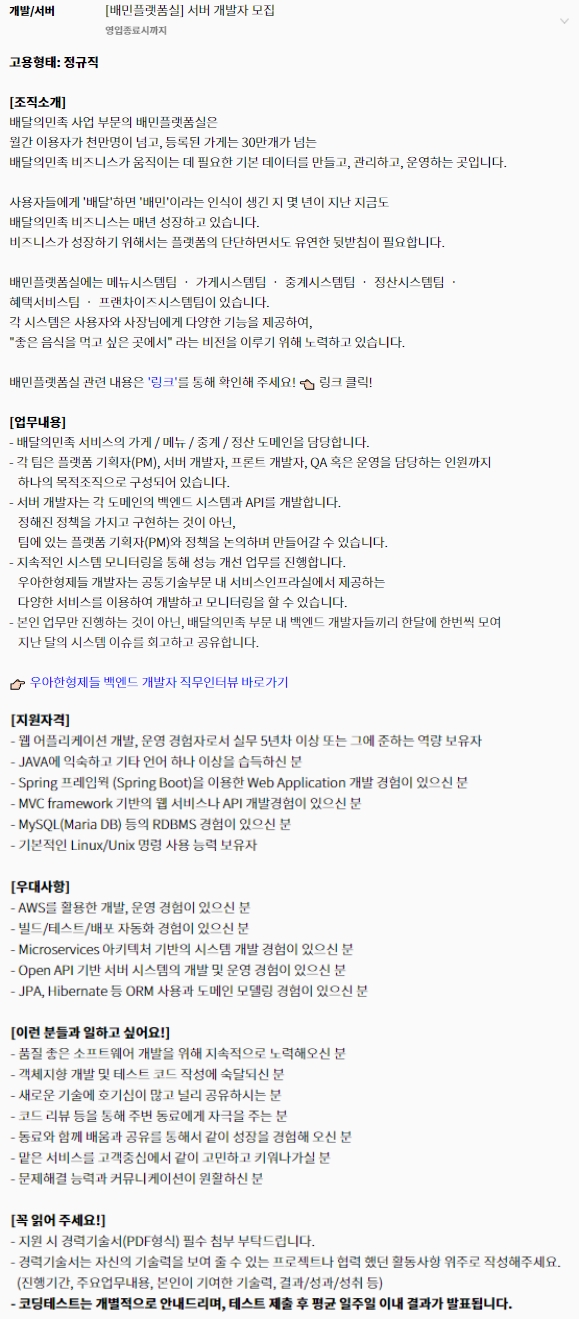 개발/서버 [배민플랫폼실] 서버 개발자 모집
영입종료시까지
고용형태: 정규직
[조직소개]
배달의민족 사업 부문의 배민플랫폼실은
월간 이용자가 천만명이 넘고, 등록된 가게는 30만개가 넘는
배달의민족 비즈니스가 움직이는 데 필요한 기본 데이터를 만들고, 관리하고, 운영하는 곳입니다.
사용자들에게 '배달'하면 '배민'이라는 인식이 생긴 지 몇 년이 지난 지금도
배달의민족 비즈니스는 매년 성장하고 있습니다.
비즈니스가 성장하기 위해서는 플랫폼의 단단하면서도 유연한 뒷받침이 필요합니다.
배민플랫폼실에는 메뉴시스템팀 · 가게시스템팀 · 중계시스템팀 · 정산시스템팀 ·
혜택서비스팀 · 프랜차이즈시스템팀이 있습니다.
각 시스템은 사용자와 사장님에게 다양한 기능을 제공하여,
"좋은 음식을 먹고 싶은 곳에서" 라는 비전을 이루기 위해 노력하고 있습니다.
배민플랫폼실 관련 내용은 '링크'를 통해 확인해 주세요! 👈 링크 클릭!
[업무내용]
- 배달의민족 서비스의 가게 / 메뉴 / 중계 / 정산 도메인을 담당합니다.
- 각 팀은 플랫폼 기획자(PM), 서버 개발자, 프론트 개발자, QA 혹은 운영을 담당하는 인원까지
하나의 목적조직으로 구성되어 있습니다.
- 서버 개발자는 각 도메인의 백엔드 시스템과 API를 개발합니다.
정해진 정책을 가지고 구현하는 것이 아닌,
팀에 있는 플랫폼 기획자(PM)와 정책을 논의하며 만들어갈 수 있습니다.
- 지속적인 시스템 모니터링을 통해 성능 개선 업무를 진행합니다.
우아한형제들 개발자는 공통기술부문 내 서비스인프라실에서 제공하는
다양한 서비스를 이용하여 개발하고 모니터링을 할 수 있습니다.
- 본인 업무만 진행하는 것이 아닌, 배달의민족 부문 내 백엔드 개발자들끼리 한달에 한번씩 모여
지난 달의 시스템 이슈를 회고하고 공유합니다.
👉 우아한형제들 백엔드 개발자 직무인터뷰 바로가기
[지원자격]
- 웹 어플리케이션 개발, 운영 경험자로서 실무 5년차 이상 또는 그에 준하는 역량 보유자
- JAVA에 익숙하고 기타 언어 하나 이상을 습득하신 분
- Spring 프레임웍 (Spring Boot)을 이용한 Web Application 개발 경험이 있으신 분
- MVC framework 기반의 웹 서비스나 API 개발경험이 있으신 분
- MySQL(Maria DB) 등의 RDBMS 경험이 있으신 분
- 기본적인 Linux/Unix 명령 사용 능력 보유자
[우대사항]
- AWS를 활용한 개발, 운영 경험이 있으신 분
- 빌드/테스트/배포 자동화 경험이 있으신 분
- Microservices 아키텍처 기반의 시스템 개발 경험이 있으신 분
- Open API 기반 서버 시스템의 개발 및 운영 경험이 있으신 분
- JPA, Hibernate 등 ORM 사용과 도메인 모델링 경험이 있으신 분
[이런 분들과 일하고 싶어요!]
- 품질 좋은 소프트웨어 개발을 위해 지속적으로 노력해오신 분
- 객체지향 개발 및 테스트 코드 작성에 숙달되신 분
- 새로운 기술에 호기심이 많고 널리 공유하시는 분
- 코드 리뷰 등을 통해 주변 동료에게 자극을 주는 분
- 동료와 함께 배움과 공유를 통해서 같이 성장을 경험해 오신 분
- 맡은 서비스를 고객중심에서 같이 고민하고 키워나가실 분
- 문제해결 능력과 커뮤니케이션이 원활하신 분
[꼭 읽어 주세요!]
- 지원 시 경력기술서(PDF형식) 필수 첨부 부탁드립니다.
- 경력기술서는 자신의 기술력을 보여 줄 수 있는 프로젝트나 협력 했던 활동사항 위주로 작성해주세요.
(진행기간, 주요업무내용, 본인이 기여한 기술력, 결과/성과/성취 등)
- 코딩테스트는 개별적으로 안내드리며, 테스트 제출 후 평균 일주일 이내 결과가 발표됩니다.